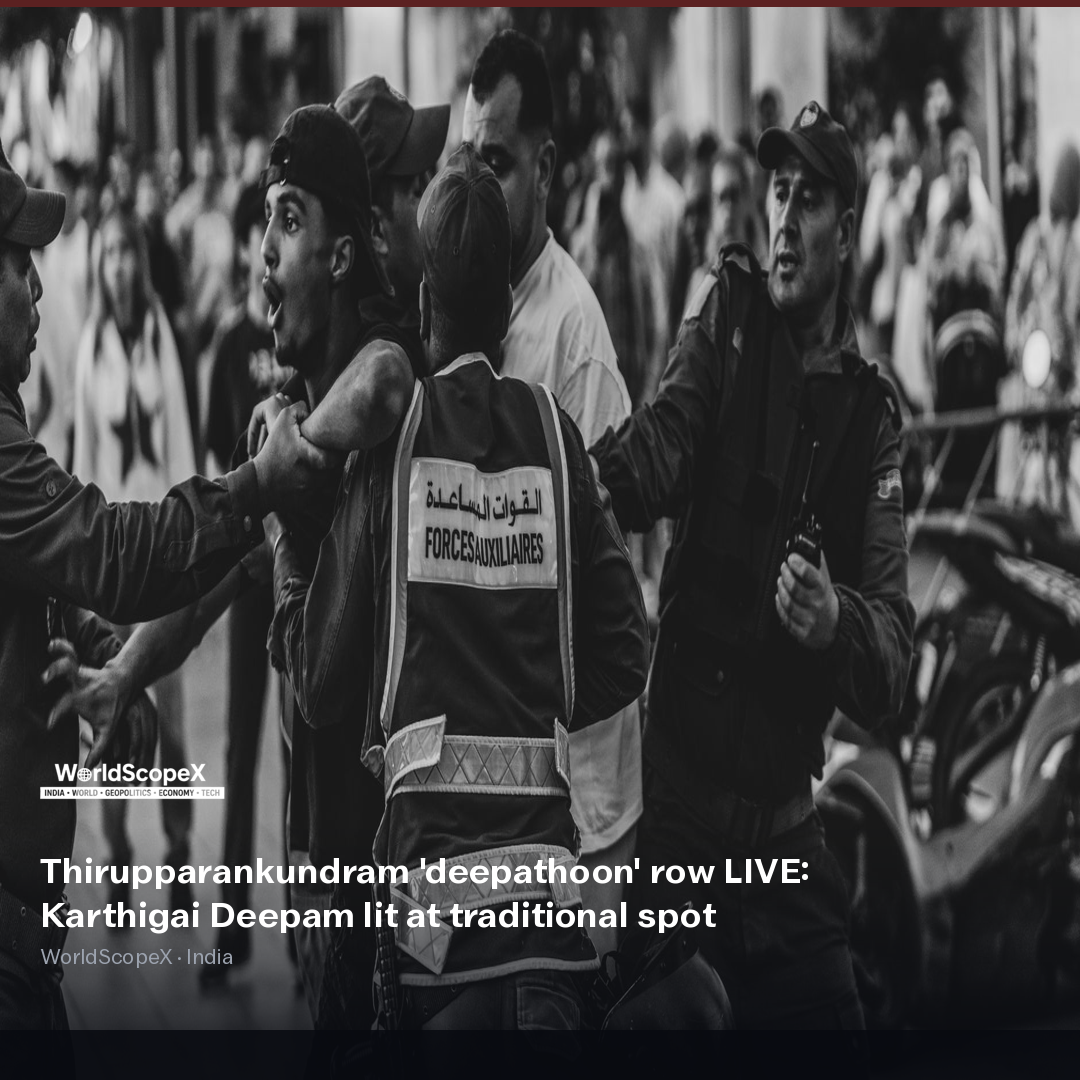 القوات المساعدة
FORCES AUXILIAIRES
WorldScopeX
INDIA • WORLD • GEOPOLITICS • ECONOMY • TECH
Thirupparankundram 'deepathoon' row LIVE:
Karthigai Deepam lit at traditional spot
WorldScopeX · India